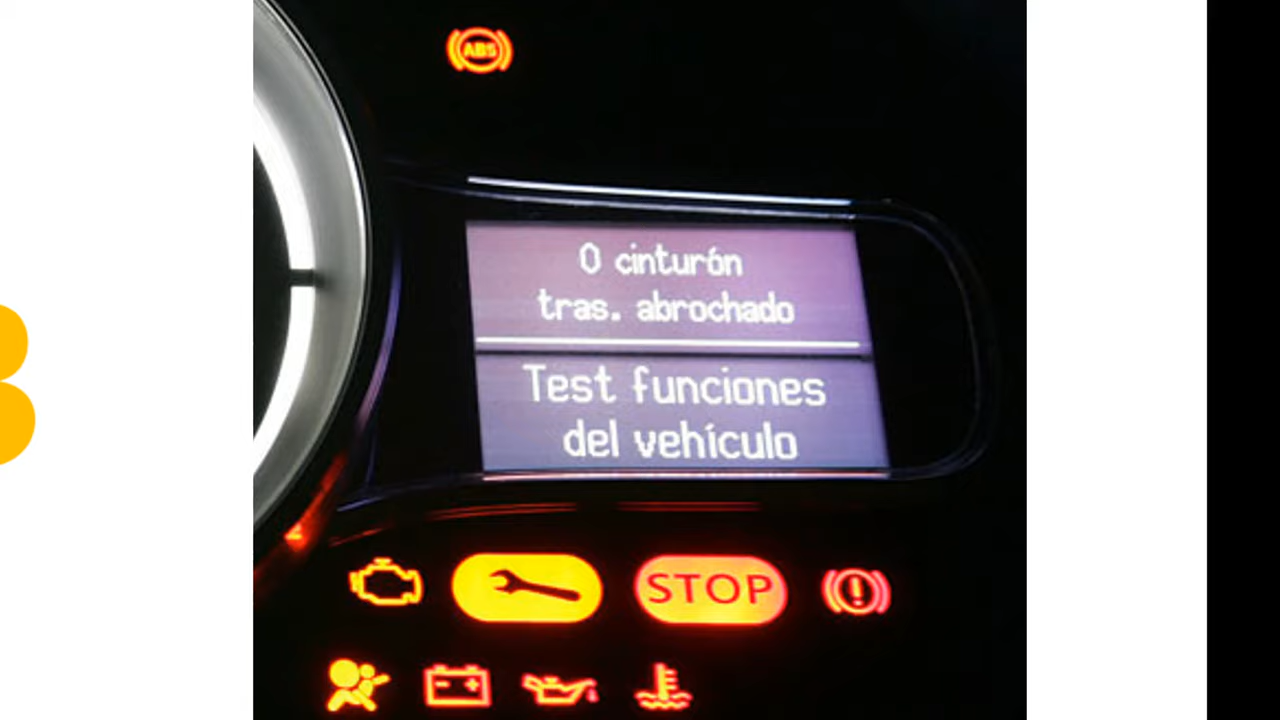 ABS
0 cinturón
tras. abrochado
Test funciones
del vehículo
STOP